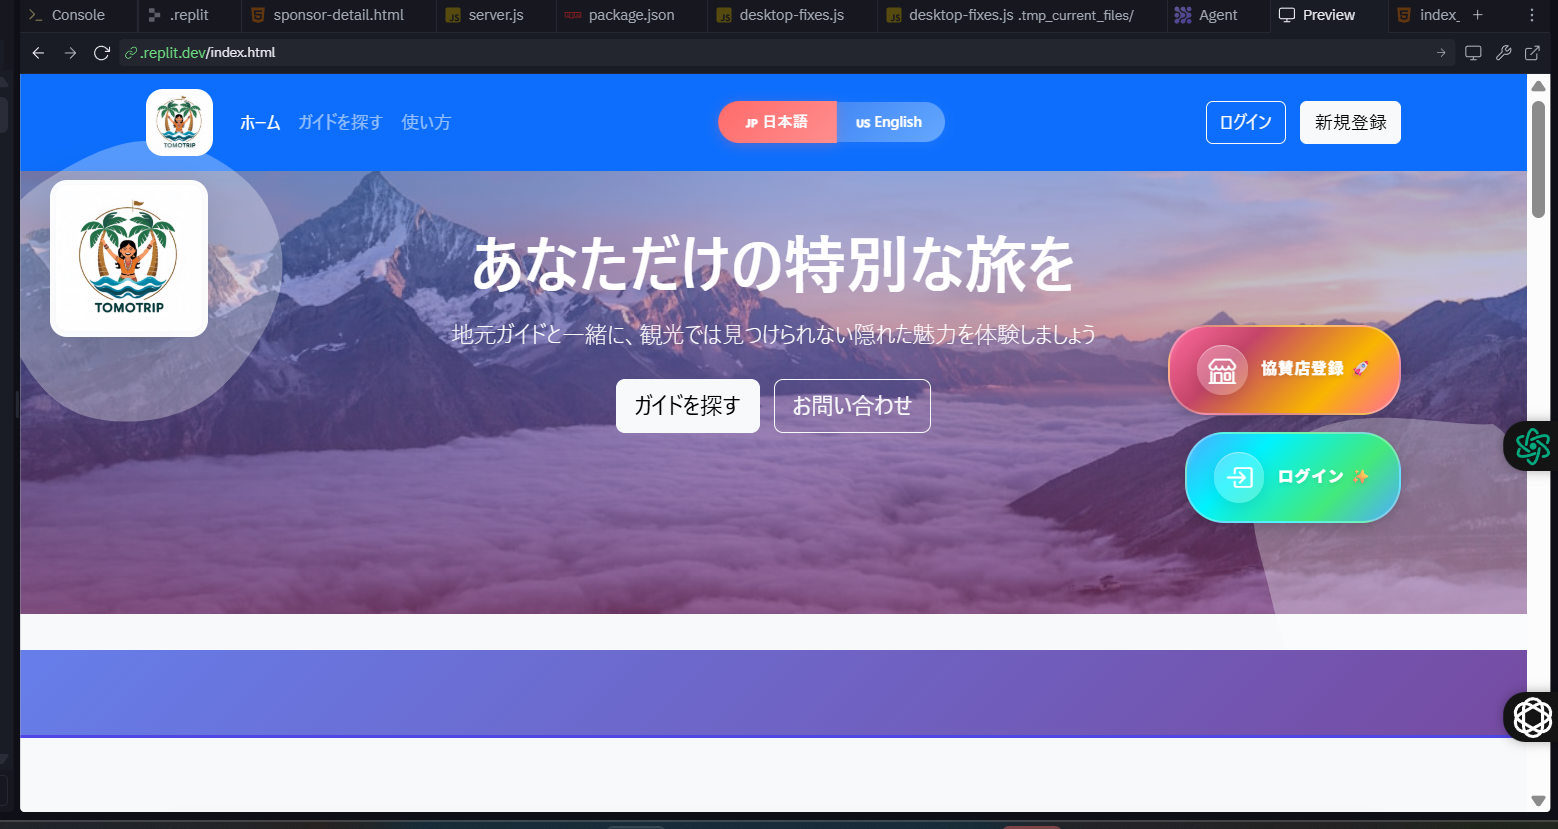 Console
.replit
sponsor-detail.html
server.js
package.json
desktop-fixes.js
desktop-fixes.js .tmp_current_files/
Agent
Preview
index_
.replit.dev/index.html
TOMOTRIP
ホーム
ガイドを探す
使い方
JP 日本語
US English
ログイン
新規登録
TOMOTRIP
あなただけの特別な旅を
地元ガイドと一緒に、観光では見つけられない隠れた魅力を体験しましょう
ガイドを探す
お問い合わせ
協賛店登録 🚀
ログイン ✨